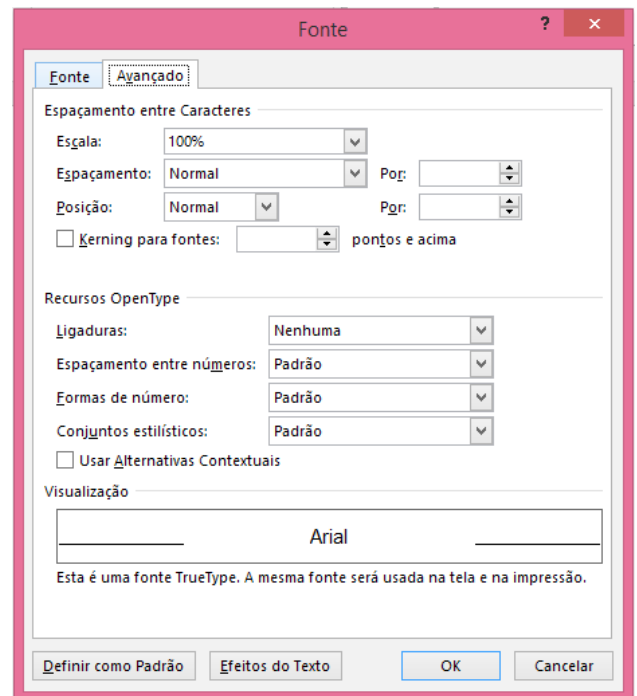 Fonte ? ×
Fonte Avançado
Espaçamento entre Caracteres
Escala: 100%
Espaçamento: Normal Por:
Posição: Normal Por:
Kerning para fontes: pontos e acima
Recursos OpenType
Ligaduras: Nenhuma
Espaçamento entre números: Padrão
Formas de número: Padrão
Conjuntos estilísticos: Padrão
Usar Alternativas Contextuais
Visualização
Arial
Esta é uma fonte TrueType. A mesma fonte será usada na tela e na impressão.
Definir como Padrão Efeitos do Texto OK Cancelar